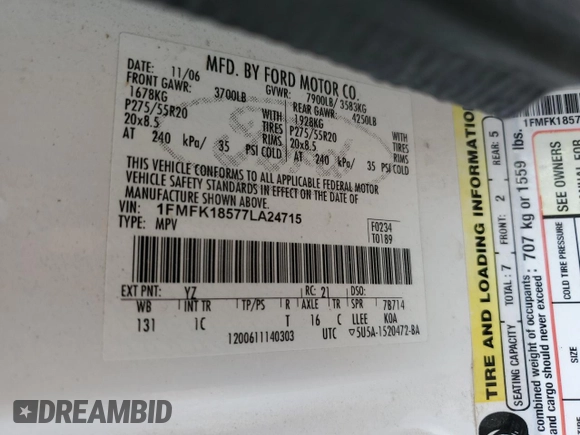 MFD. BY FORD MOTOR CO.
DATE: 11/06 GVWR: 7900LB/ 3583KG
FRONT GAWR: 3700LB REAR GAWR: 4250LB
1678KG WITH 1928KG WITH
P275/55R20 TIRES P275/55R20 TIRES
20x8.5 RIMS 20x8.5 RIMS
AT 240 kPa/ 35 PSI COLD AT 240 kPa/ 35 PSI COLD
THIS VEHICLE CONFORMS TO ALL APPLICABLE FEDERAL MOTOR
VEHICLE SAFETY STANDARDS IN EFFECT ON THE DATE OF
MANUFACTURE SHOWN ABOVE.
VIN: 1FMFK18577LA24715
TYPE: MPV
F0234
T0189
EXT PNT: YZ RC: 21 DSO:
WB INT TR TP/PS R AXLE TR SPR 7B714
131 1C T 16 C LLEE KOA
1200611140303 UTC ▽5U5A-1520472-BA
TIRE AND LOADING INFORMATION
SEATING CAPACITY TOTAL: 7 FRONT: 2 REAR: 5
combined weight of occupants
and cargo should never exceed : 707 kg or 1559 lbs.
1FMFK1857
SEE OWNERS
COLD TIRE PRESSURE
DREAMBID